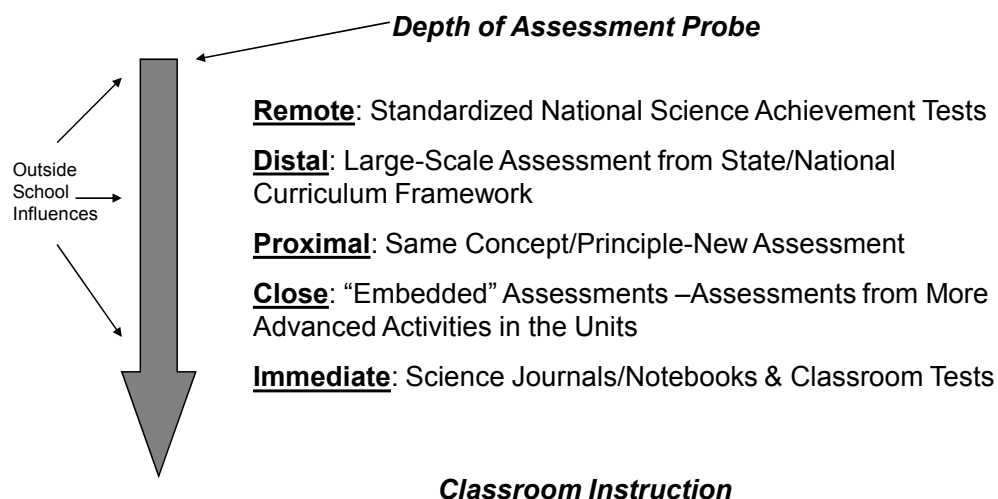 Depth of Assessment Probe
Remote: Standardized National Science Achievement Tests
Distal: Large-Scale Assessment from State/National
Curriculum Framework
Outside
School
Influences
Proximal: Same Concept/Principle-New Assessment
Close: “Embedded” Assessments –Assessments from More
Advanced Activities in the Units
Immediate: Science Journals/Notebooks & Classroom Tests
Classroom Instruction